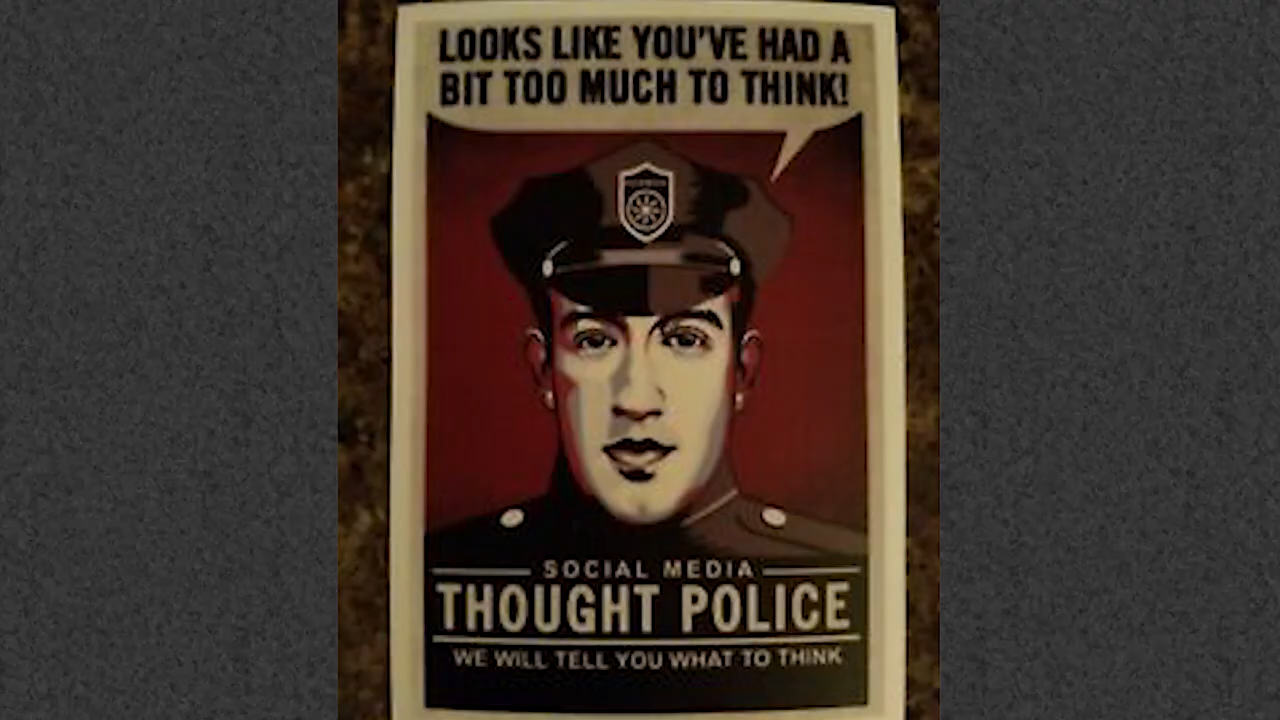 LOOKS LIKE YOU'VE HAD A
BIT TOO MUCH TO THINK!
SOCIAL MEDIA
THOUGHT POLICE
WE WILL TELL YOU WHAT TO THINK